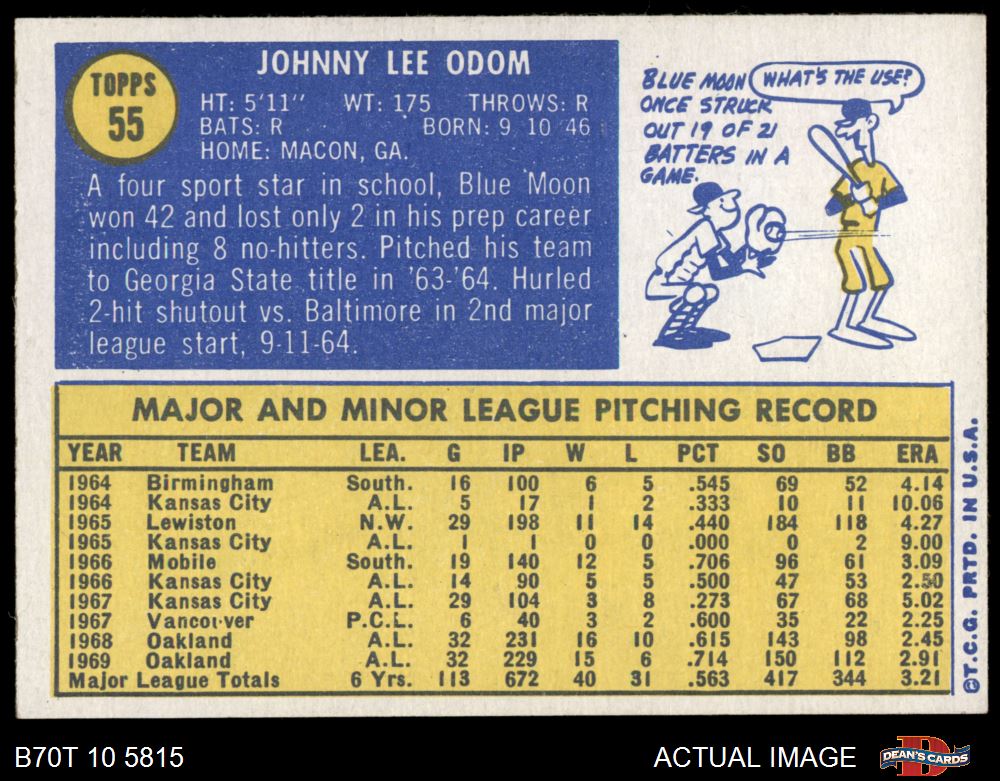 TOPPS
55
JOHNNY LEE ODOM
HT: 5'11" WT: 175 THROWS: R
BATS: R BORN: 9 10 46
HOME: MACON, GA.
A four sport star in school, Blue Moon
won 42 and lost only 2 in his prep career
including 8 no-hitters. Pitched his team
to Georgia State title in '63-'64. Hurled
2-hit shutout vs. Baltimore in 2nd major
league start, 9-11-64.
BLUE MOON
ONCE STRUCK
OUT 19 OF 21
BATTERS IN A
GAME.
WHAT'S THE USE?
MAJOR AND MINOR LEAGUE PITCHING RECORD
YEAR TEAM LEA. G IP W L PCT SO BB ERA
1964 Birmingham South. 16 100 6 5 .545 69 52 4.14
1964 Kansas City A.L. 5 17 1 2 .333 10 11 10.06
1965 Lewiston N.W. 29 198 11 14 .440 184 118 4.27
1965 Kansas City A.L. 1 1 0 0 .000 0 2 9.00
1966 Mobile South. 19 140 12 5 .706 96 61 3.09
1966 Kansas City A.L. 14 90 5 5 .500 47 53 2.50
1967 Kansas City A.L. 29 104 3 8 .273 67 68 5.02
1967 Vancouver P.C.L. 6 40 3 2 .600 35 22 2.25
1968 Oakland A.L. 32 231 16 10 .615 143 98 2.45
1969 Oakland A.L. 32 229 15 6 .714 150 112 2.91
Major League Totals 6 Yrs. 113 672 40 31 .563 417 344 3.21
©T.C.G. PRTD. IN U.S.A.
B70T 10 5815
ACTUAL IMAGE
DEAN'S CARDS